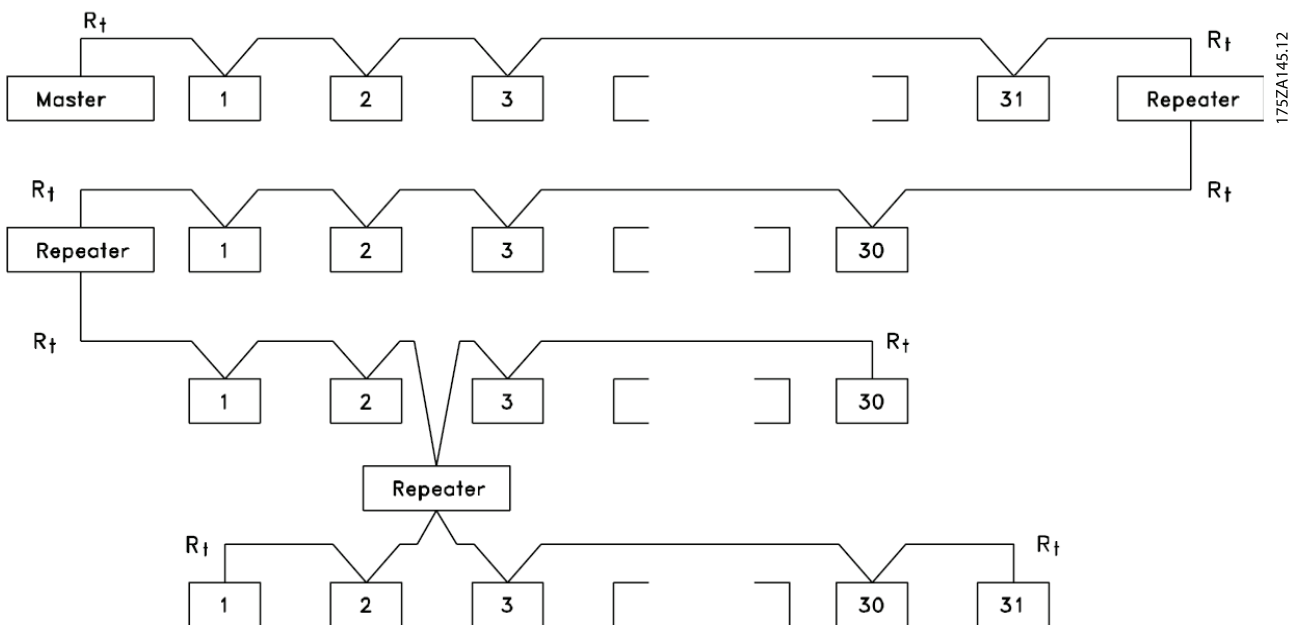 Rt Rt
Master 1 2 3 31 Repeater
175ZA145.12
Rt Rt
Repeater 1 2 3 30
Rt Rt
1 2 3 30
Repeater
Rt Rt
1 2 3 30 31